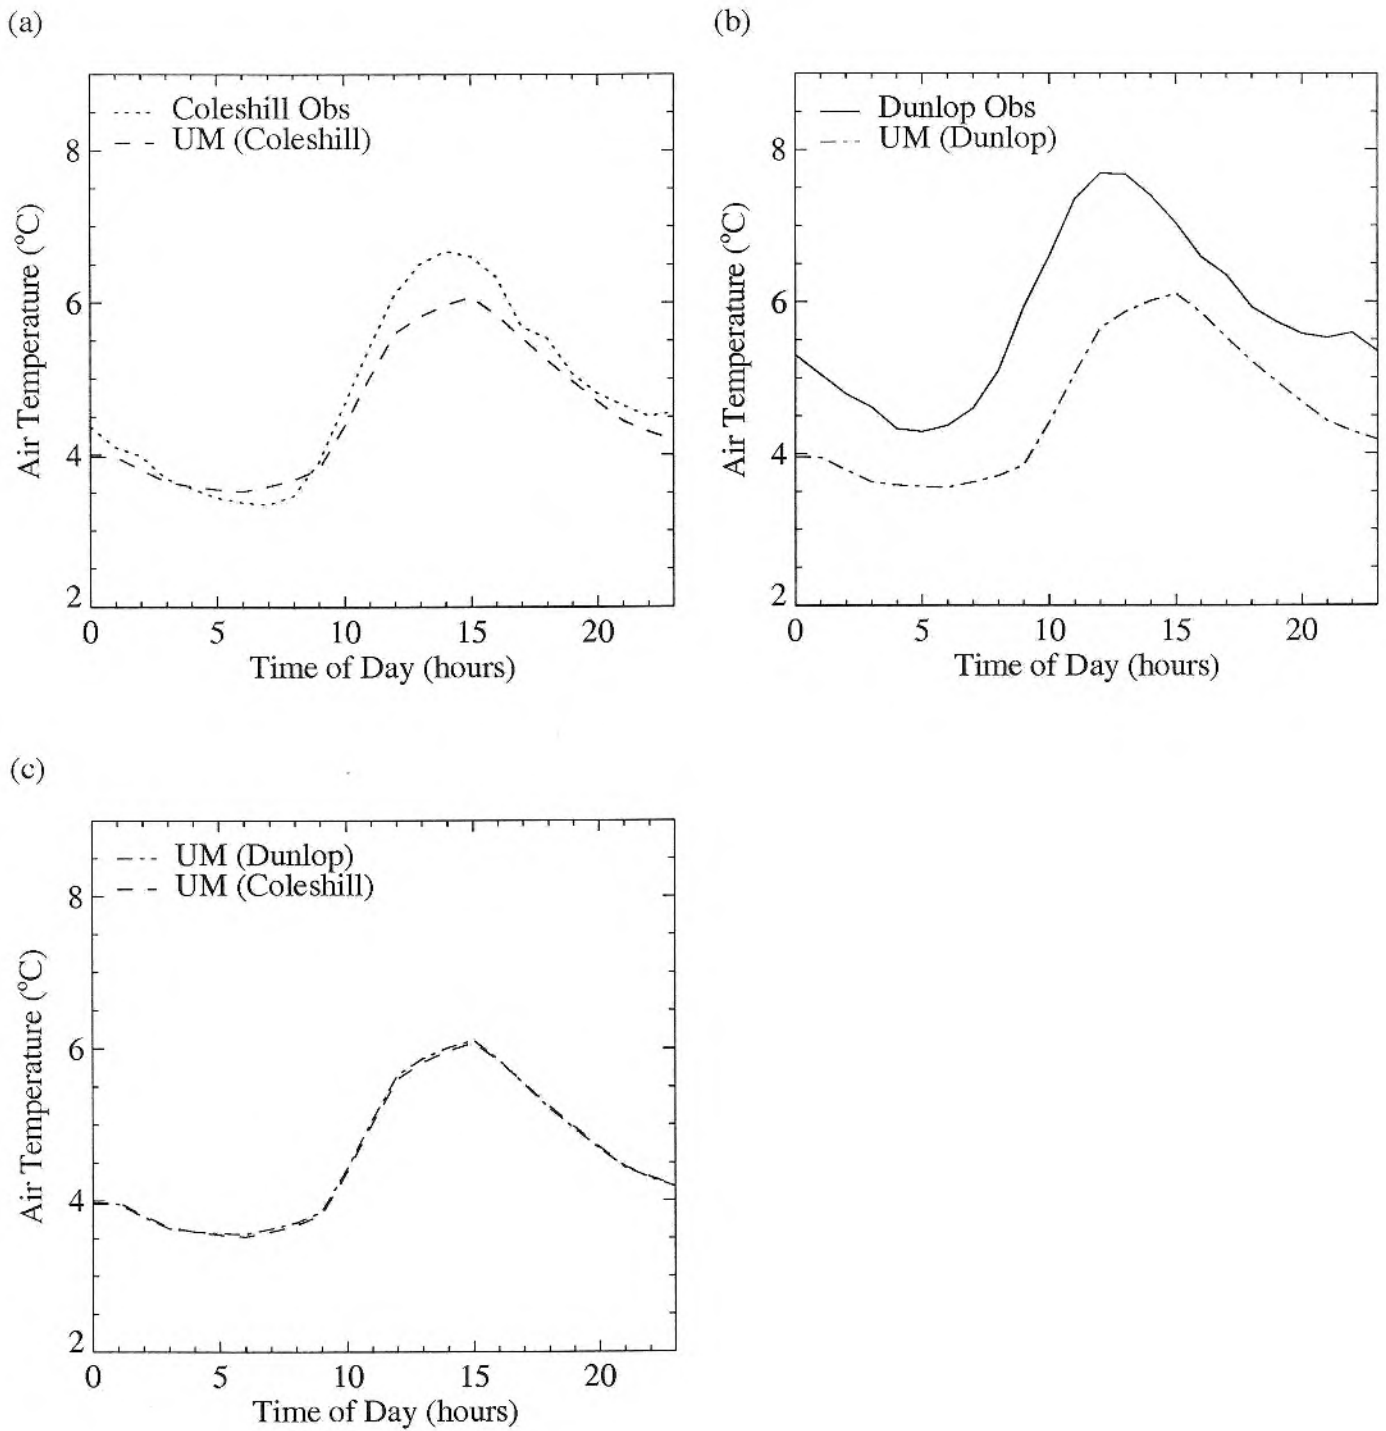 (a)
Coleshill Obs
UM (Coleshill)
8
6
4
2
Air Temperature (°C)
0 5 10 15 20
Time of Day (hours)
(b)
Dunlop Obs
UM (Dunlop)
8
6
4
2
Air Temperature (°C)
0 5 10 15 20
Time of Day (hours)
(c)
UM (Dunlop)
UM (Coleshill)
8
6
4
2
Air Temperature (°C)
0 5 10 15 20
Time of Day (hours)